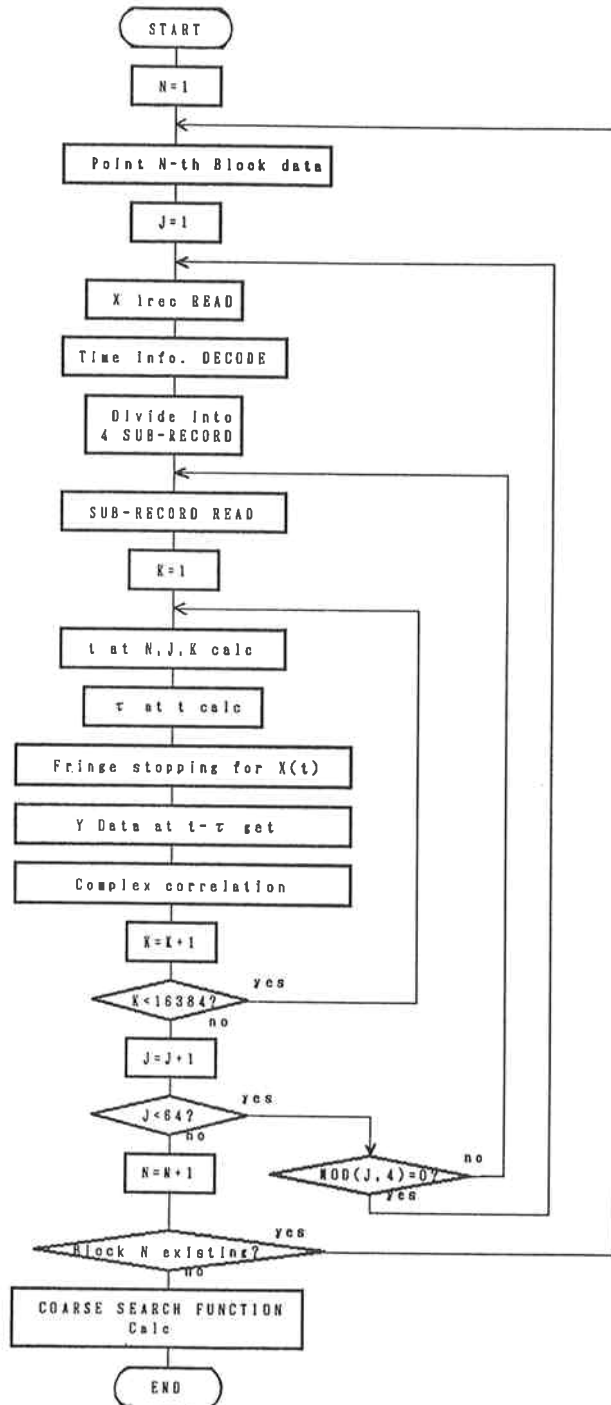 START
N=1
Point N-th Block data
J=1
X 1rec READ
Time Info. DECODE
Divide into
4 SUB-RECORD
SUB-RECORD READ
K=1
t at N,J,K calc
τ at t calc
Fringe stopping for X(t)
Y Data at t-τ get
Complex correlation
K=K+1
K<16384?
yes
no
J=J+1
J<64?
yes
no
N=N+1
MOD(J,4)=0?
no
yes
Block N existing?
yes
no
COARSE SEARCH FUNCTION
Calc
END